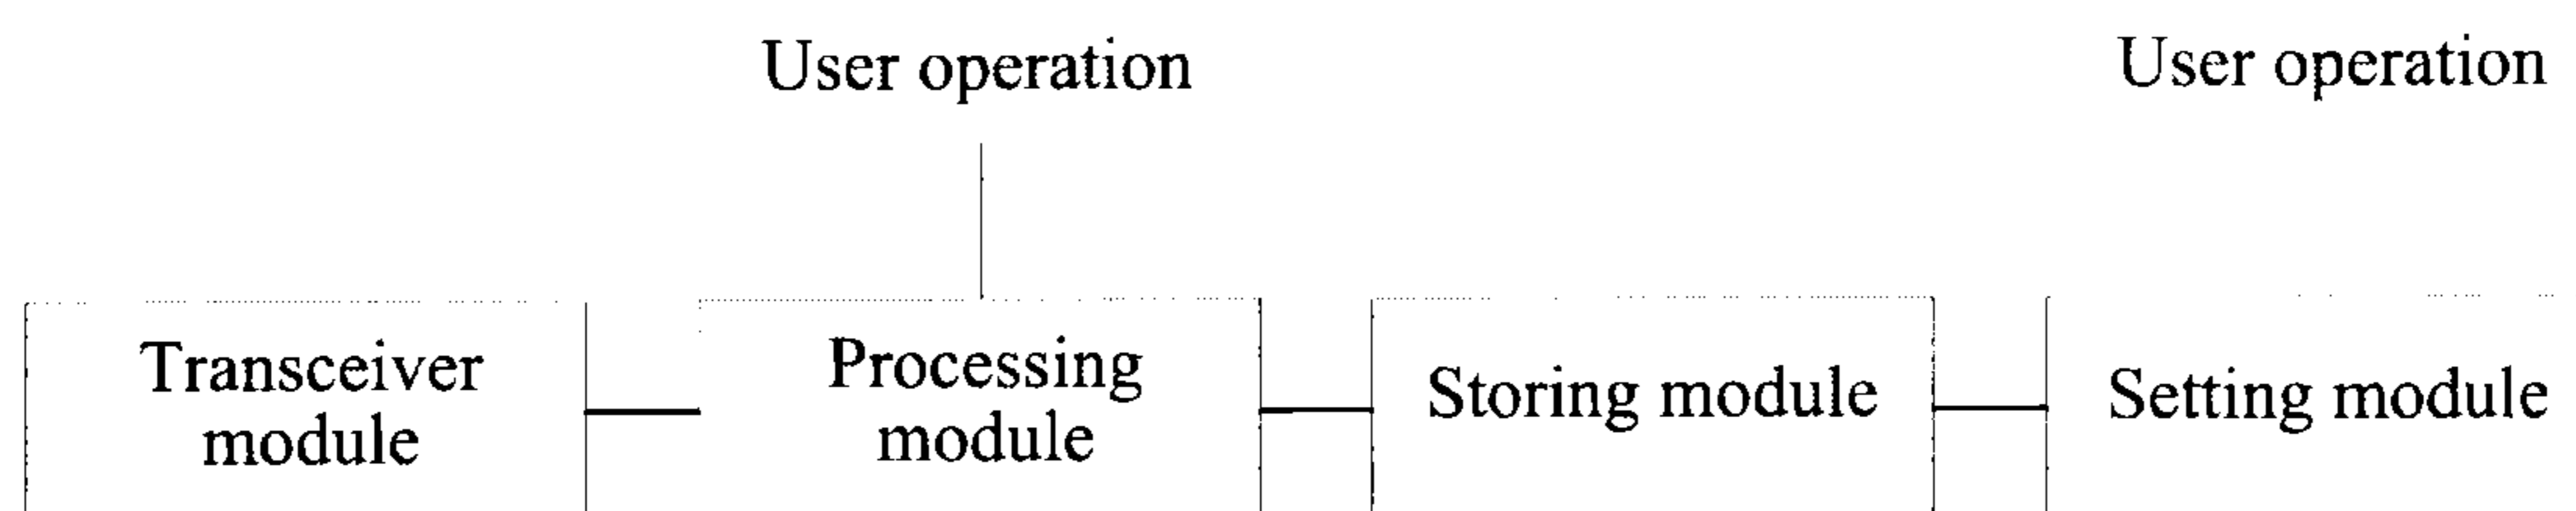 User operation
User operation
Transceiver
module
Processing
module
Storing module
Setting module